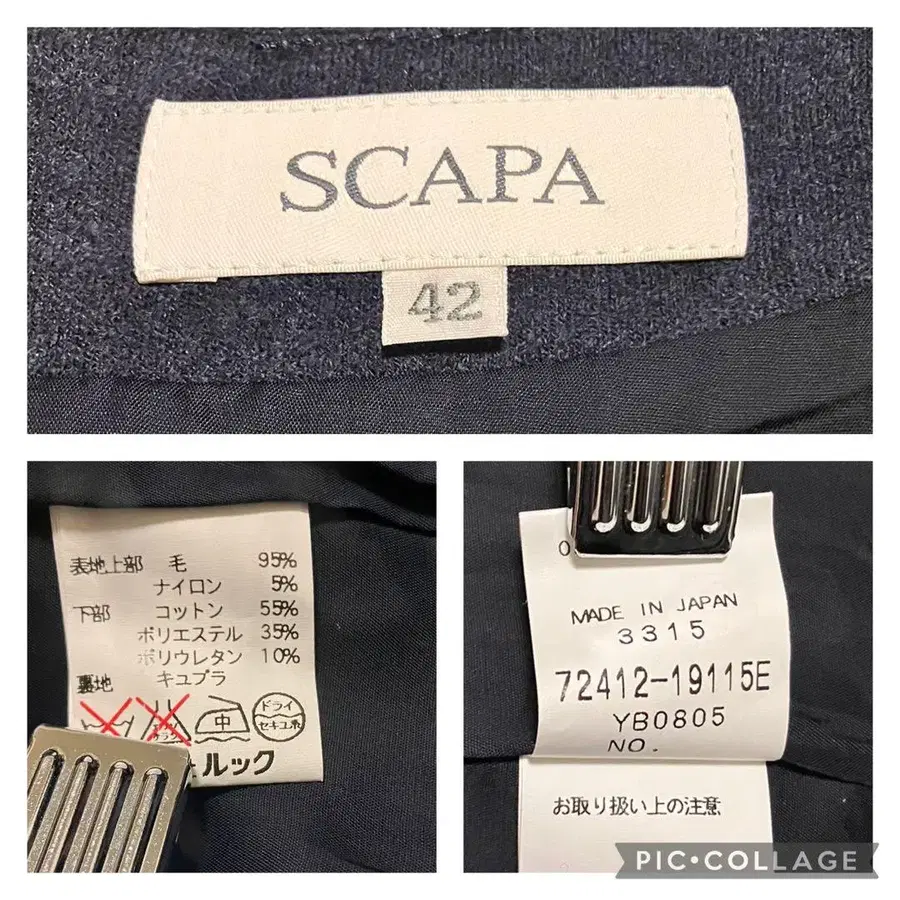 SCAPA
42
表地上部 毛 95%
ナイロン 5%
下部 コットン 55%
ポリエステル 35%
ポリウレタン 10%
裏地 キュプラ
中
ドライ
セキユ系
ルック
0
MADE IN JAPAN
3315
72412-19115E
YB0805
NO.
お取り扱い上の注意
PIC•COLLAGE